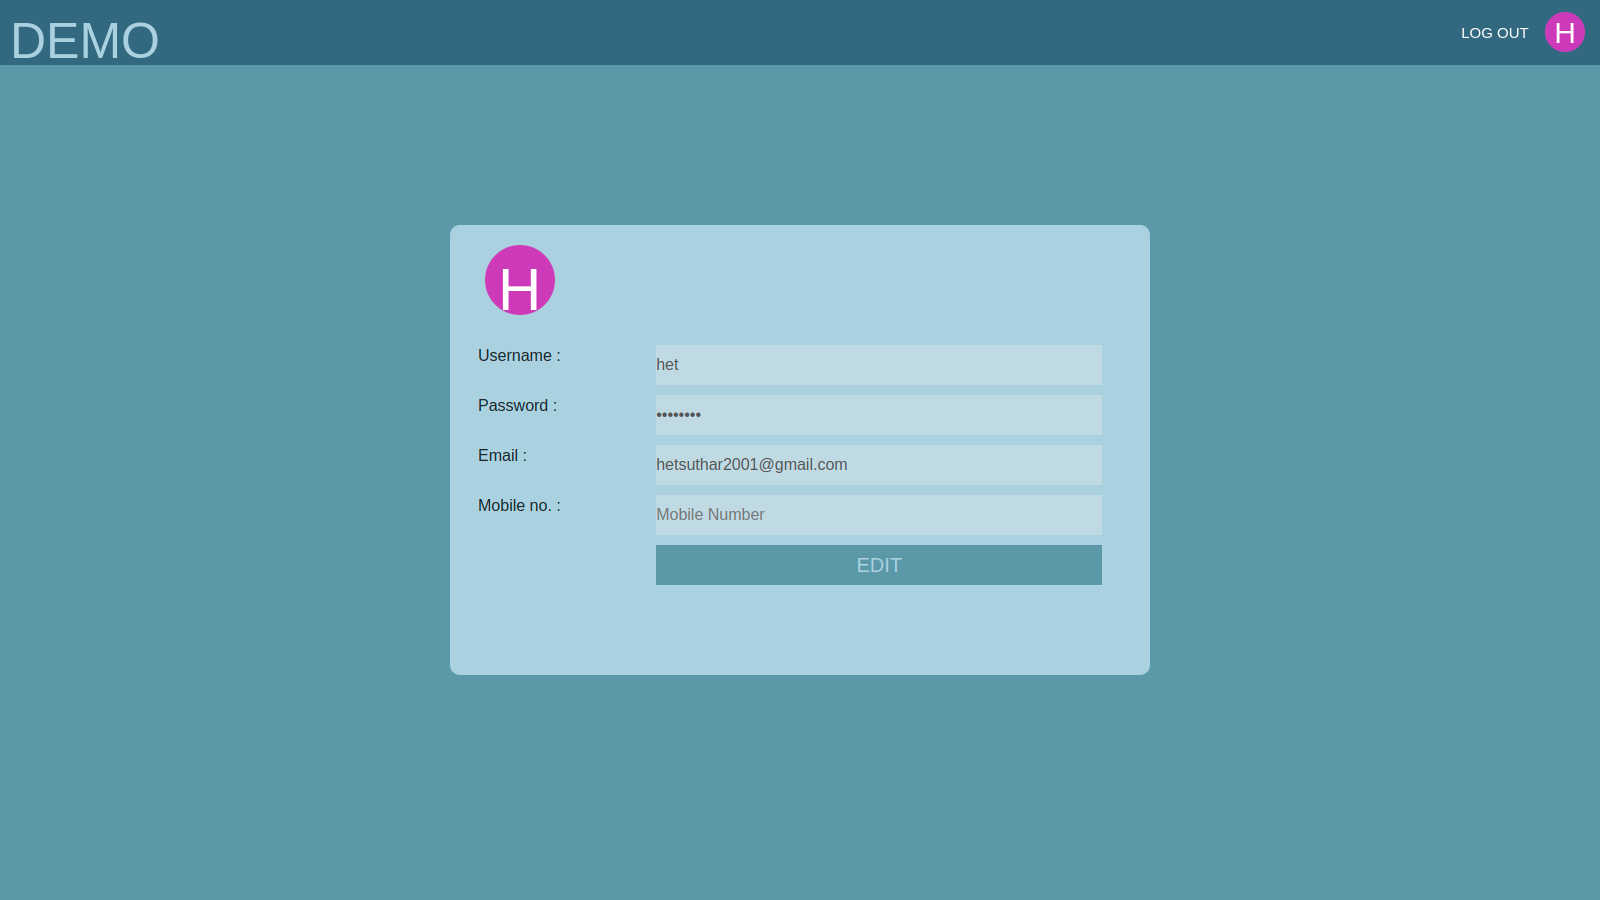 DEMO
LOG OUT
H
H
Username :
het
Password :
••••••••
Email :
hetsuthar2001@gmail.com
Mobile no. :
Mobile Number
EDIT